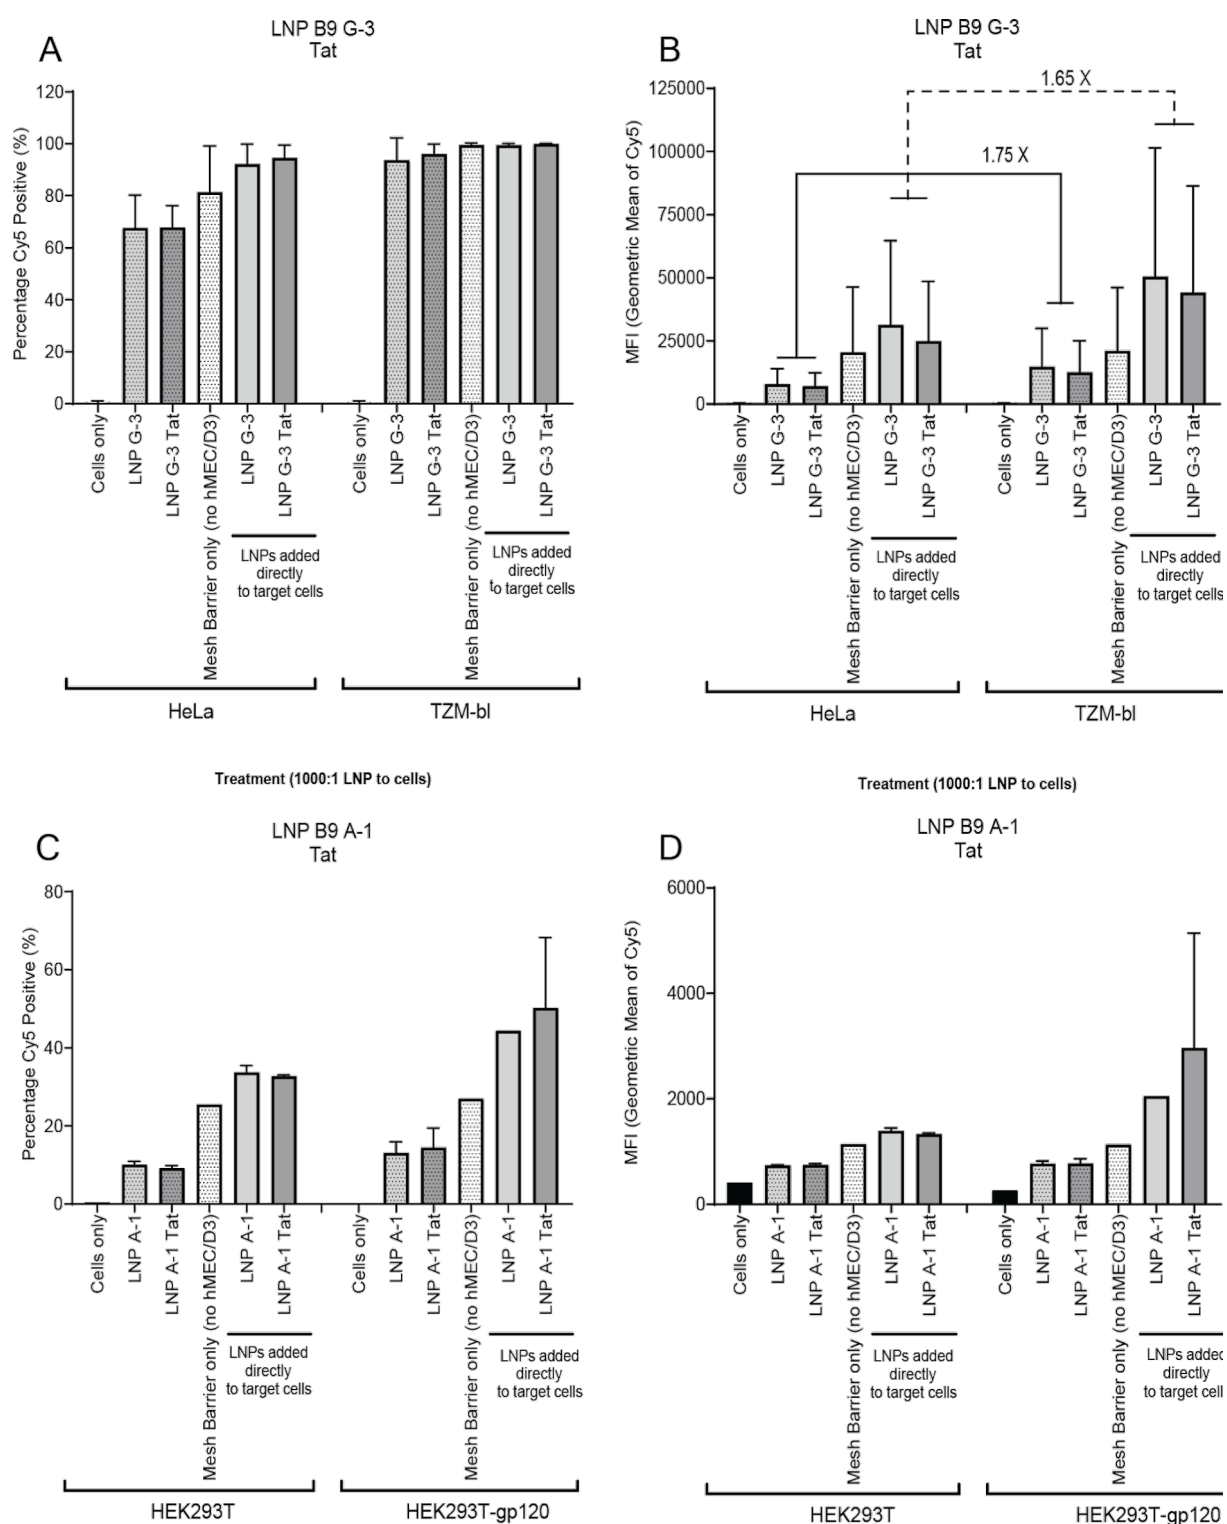 A
LNP B9 G-3
Tat
Percentage Cy5 Positive (%)
120
100
80
60
40
20
0
Cells only
LNP G-3
LNP G-3 Tat
Mesh Barrier only (no hMEC/D3)
LNP G-3
LNP G-3 Tat
Cells only
LNP G-3
LNP G-3 Tat
Mesh Barrier only (no hMEC/D3)
LNP G-3
LNP G-3 Tat
LNPs added
directly
to target cells
LNPs added
directly
to target cells
HeLa
TZM-bl
Treatment (1000:1 LNP to cells)
B
LNP B9 G-3
Tat
MFI (Geometric Mean of Cy5)
125000
100000
75000
50000
25000
0
1.65 X
1.75 X
Cells only
LNP G-3
LNP G-3 Tat
Mesh Barrier only (no hMEC/D3)
LNP G-3
LNP G-3 Tat
Cells only
LNP G-3
LNP G-3 Tat
Mesh Barrier only (no hMEC/D3)
LNP G-3
LNP G-3 Tat
LNPs added
directly
to target cells
LNPs added
directly
to target cells
HeLa
TZM-bl
Treatment (1000:1 LNP to cells)
C
LNP B9 A-1
Tat
Percentage Cy5 Positive (%)
80
60
40
20
0
Cells only
LNP A-1
LNP A-1 Tat
Mesh Barrier only (no hMEC/D3)
LNP A-1
LNP A-1 Tat
Cells only
LNP A-1
LNP A-1 Tat
Mesh Barrier only (no hMEC/D3)
LNP A-1
LNP A-1 Tat
LNPs added
directly
to target cells
LNPs added
directly
to target cells
HEK293T
HEK293T-gp120
D
LNP B9 A-1
Tat
MFI (Geometric Mean of Cy5)
6000
4000
2000
0
Cells only
LNP A-1
LNP A-1 Tat
Mesh Barrier only (no hMEC/D3)
LNP A-1
LNP A-1 Tat
Cells only
LNP A-1
LNP A-1 Tat
Mesh Barrier only (no hMEC/D3)
LNP A-1
LNP A-1 Tat
LNPs added
directly
to target cells
LNPs added
directly
to target cell
HEK293T
HEK293T-gp120